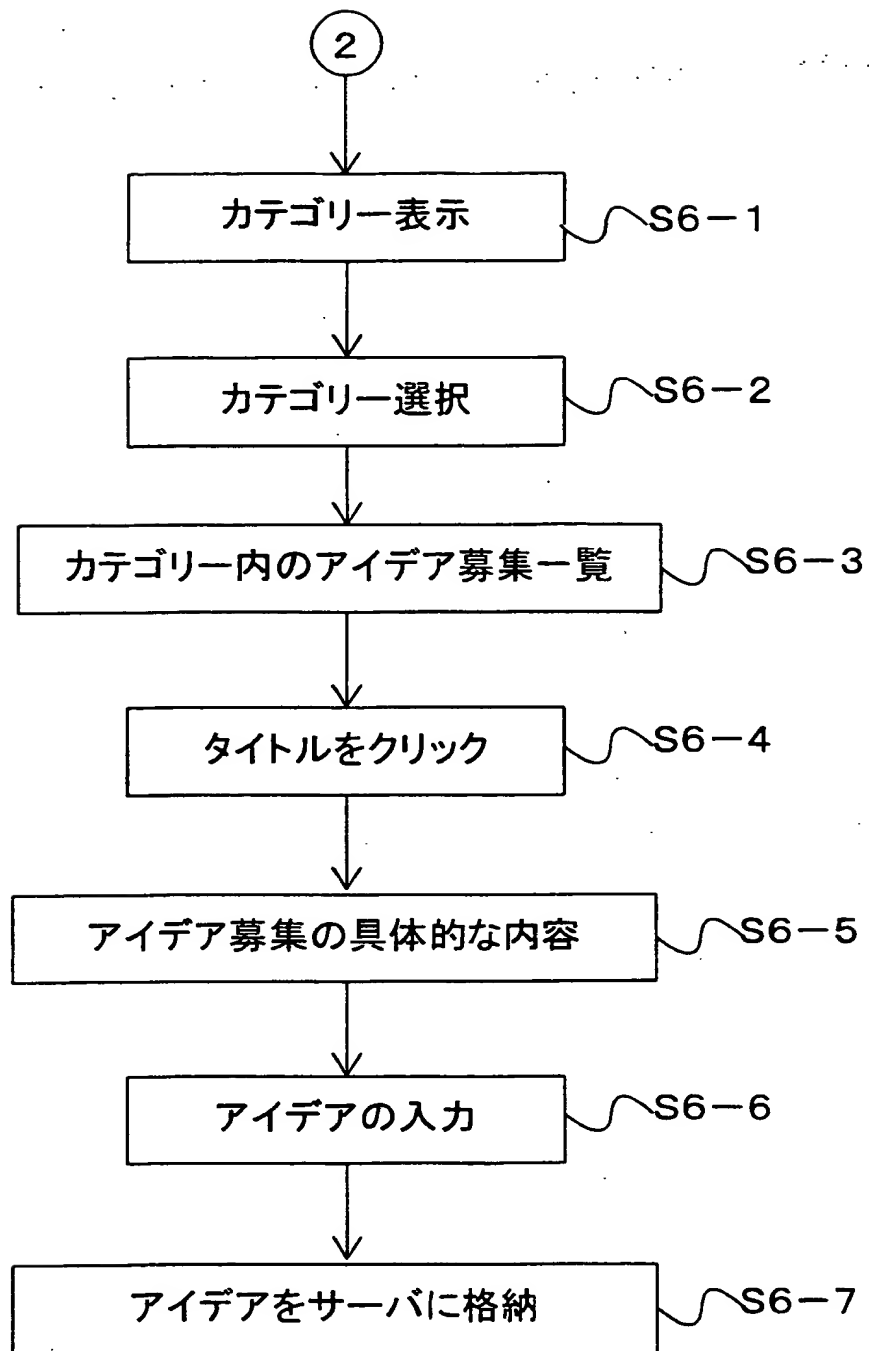 2
カテゴリー表示
S6-1
カテゴリー選択
S6-2
カテゴリー内のアイデア募集一覧
S6-3
タイトルをクリック
S6-4
アイデア募集の具体的な内容
S6-5
アイデアの入力
S6-6
アイデアをサーバに格納
S6-7